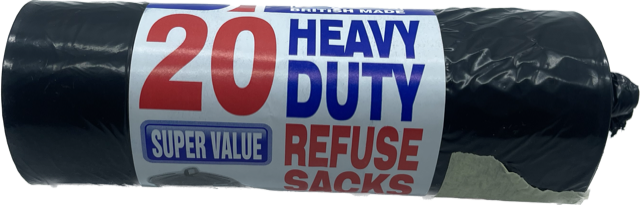 BRITISH MADE
20
HEAVY
DUTY
SUPER VALUE
REFUSE
SACKS